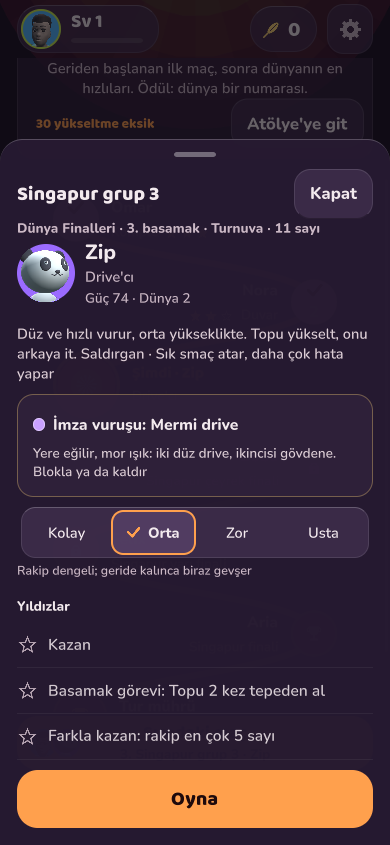 Sv 1
0
Geriden başlanan ilk maç, sonra dünyanın en
hızlıları. Ödül: dünya bir numarası.
30 yükseltme eksik
Atölye'ye git
Singapur grup 3
Kapat
Dünya Finalleri · 3. basamak · Turnuva · 11 sayı
Zip
Drive'cı
Güç 74 · Dünya 2
Düz ve hızlı vurur, orta yükseklikte. Topu yükselt, onu
arkaya it. Saldırgan · Sık smaç atar, daha çok hata
yapar
İmza vuruşu: Mermi drive
Yere eğilir, mor ışık: iki düz drive, ikincisi gövdene.
Blokla ya da kaldır
Kolay
Orta
Zor
Usta
Rakip dengeli; geride kalınca biraz gevşer
Yıldızlar
Kazan
Basamak görevi: Topu 2 kez tepeden al
Farkla kazan: rakip en çok 5 sayı
Oyna